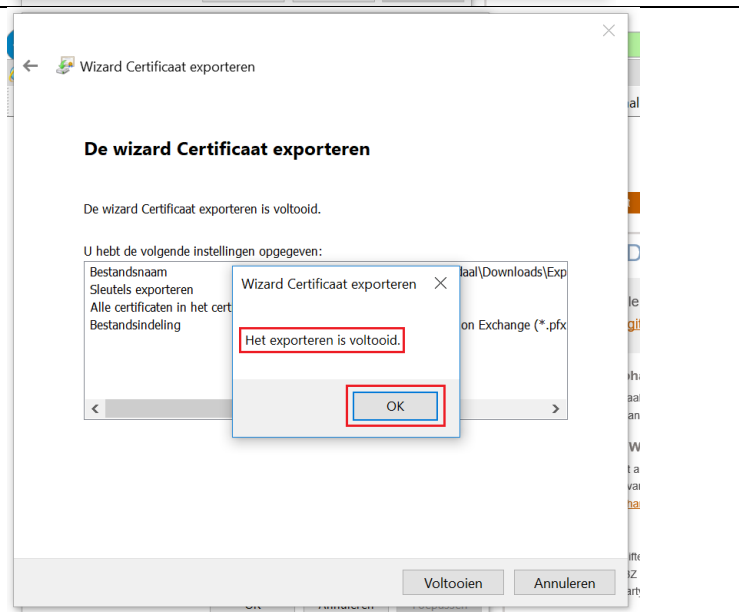 Wizard Certificaat exporteren
De wizard Certificaat exporteren
De wizard Certificaat exporteren is voltooid.
U hebt de volgende instellingen opgegeven:
Bestandsnaam
Sleutels exporteren
Alle certificaten in het cert
Bestandsindeling
aal\Downloads\Exp
on Exchange (*.pfx
Wizard Certificaat exporteren
Het exporteren is voltooid.
OK
Voltooien
Annuleren